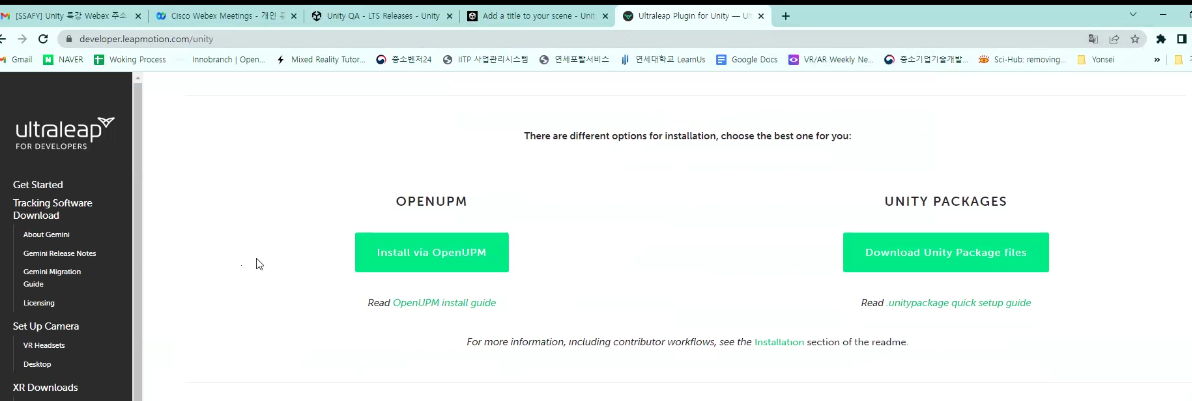 [SSAFY] Unity 특강 Webex 주소
Cisco Webex Meetings - 개인
Unity QA - LTS Releases - Unity
Add a title to your scene - Unit
Ultraleap Plugin for Unity — Ul
developer.leapmotion.com/unity
Gmail
NAVER
Woking Process
Innobranch | Open...
Mixed Reality Tutor...
중소벤처24
IITP 사업관리시스템
연세포탈서비스
연세대학교 LearnUs
Google Docs
VR/AR Weekly Ne...
중소기업기술개발...
Sci-Hub: removing...
Yonsei
»
ultraleap
FOR DEVELOPERS
Get Started
Tracking Software
Download
About Gemini
Gemini Release Notes
Gemini Migration
Guide
Licensing
Set Up Camera
VR Headsets
Desktop
XR Downloads
There are different options for installation, choose the best one for you:
OPENUPM
Install via OpenUPM
Read OpenUPM install guide
UNITY PACKAGES
Download Unity Package files
Read .unitypackage quick setup guide
For more information, including contributor workflows, see the Installation section of the readme.